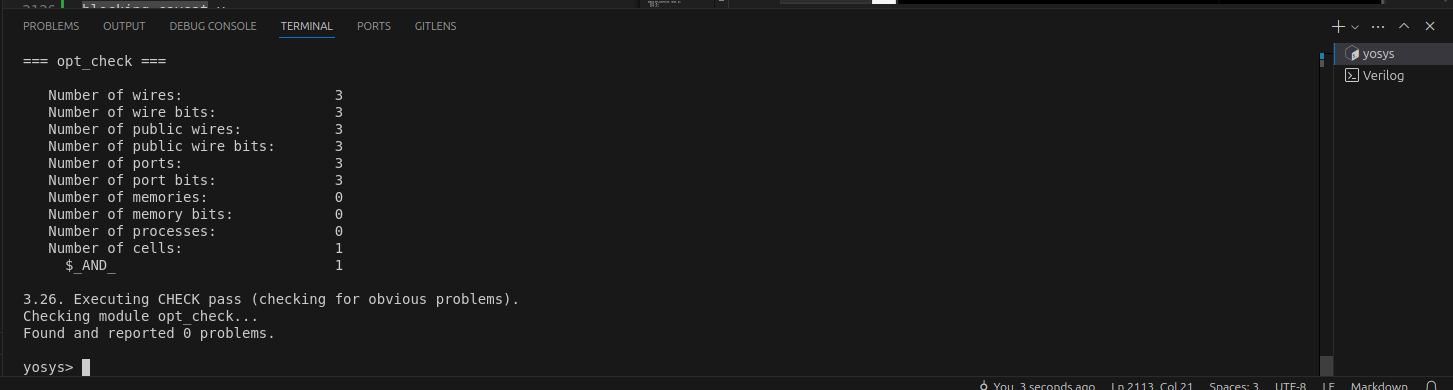 PROBLEMS OUTPUT DEBUG CONSOLE TERMINAL PORTS GITLENS
=== opt_check ===
yosys
Verilog
Number of wires: 3
Number of wire bits: 3
Number of public wires: 3
Number of public wire bits: 3
Number of ports: 3
Number of port bits: 3
Number of memories: 0
Number of memory bits: 0
Number of processes: 0
Number of cells: 1
$_AND_ 1
3.26. Executing CHECK pass (checking for obvious problems).
Checking module opt_check...
Found and reported 0 problems.
yosys>
You, 3 seconds ago Ln 2113, Col 21 Spaces: 3 UTF-8 LF Markdown